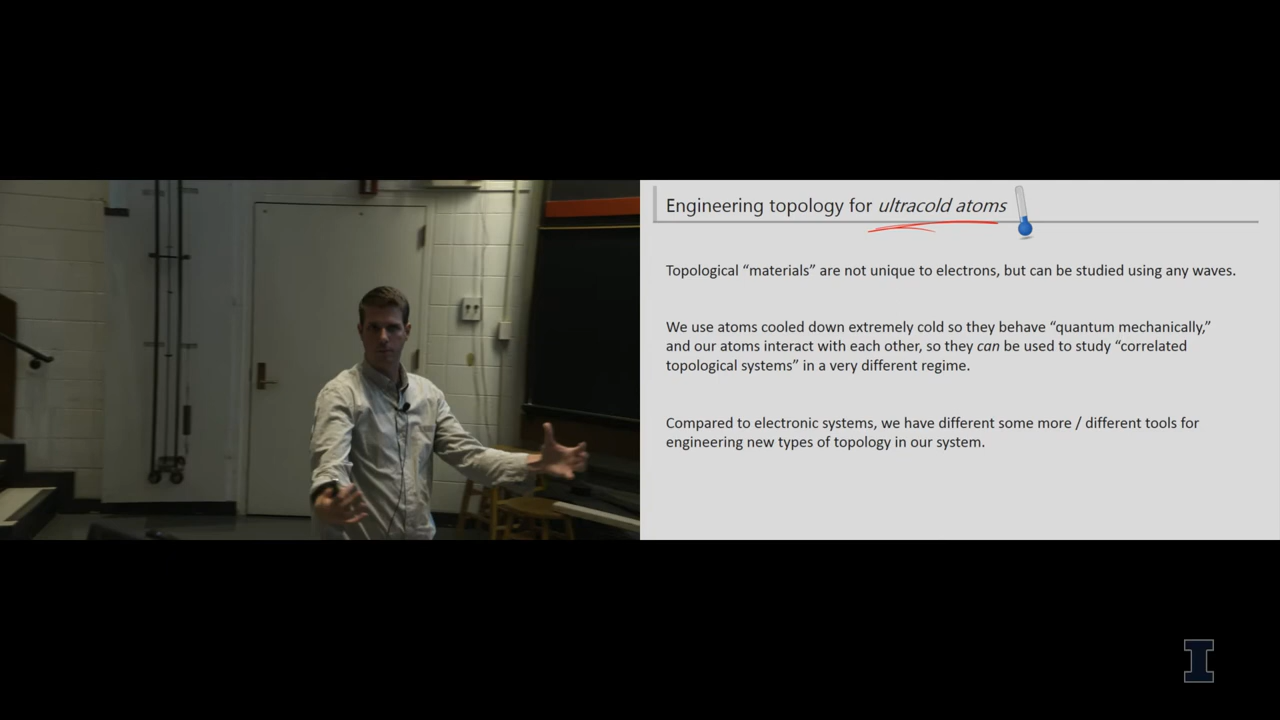 Engineering topology for ultracold atoms
Topological “materials” are not unique to electrons, but can be studied using any waves.
We use atoms cooled down extremely cold so they behave “quantum mechanically,”
and our atoms interact with each other, so they can be used to study “correlated
topological systems” in a very different regime.
Compared to electronic systems, we have different some more / different tools for
engineering new types of topology in our system.
I